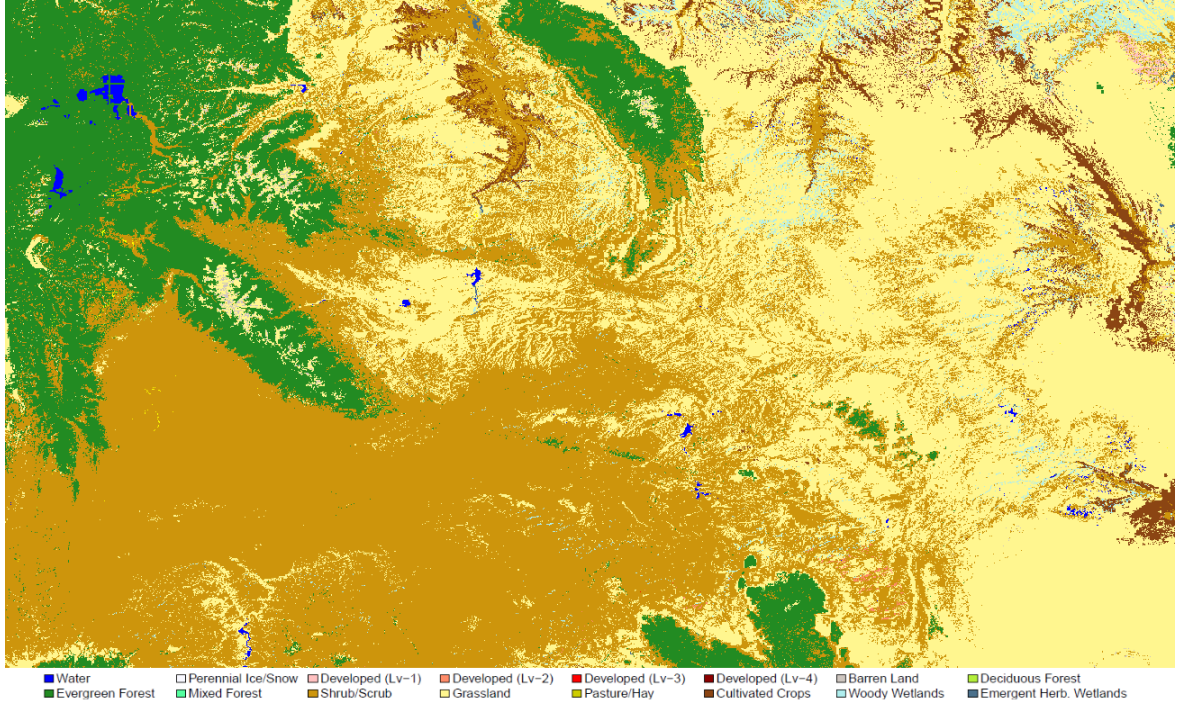 Water Perennial Ice/Snow Developed (Lv−1) Developed (Lv−2) Developed (Lv−3) Developed (Lv−4) Barren Land Deciduous Forest
Evergreen Forest Mixed Forest Shrub/Scrub Grassland Pasture/Hay Cultivated Crops Woody Wetlands Emergent Herb. Wetlands